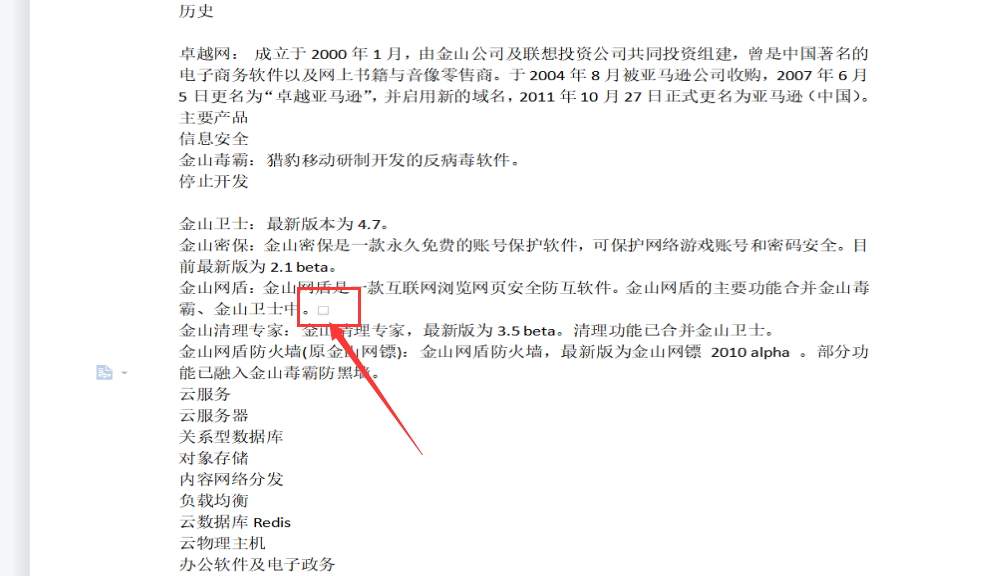 历史
卓越网： 成立于 2000 年 1 月，由金山公司及联想投资公司共同投资组建，曾是中国著名的
电子商务软件以及网上书籍与音像零售商。于 2004 年 8 月被亚马逊公司收购，2007 年 6 月
5 日更名为“卓越亚马逊”，并启用新的域名，2011 年 10 月 27 日正式更名为亚马逊（中国）。
主要产品
信息安全
金山毒霸：猎豹移动研制开发的反病毒软件。
停止开发
金山卫士：最新版本为 4.7。
金山密保：金山密保是一款永久免费的账号保护软件，可保护网络游戏账号和密码安全。目
前最新版为 2.1 beta。
金山网盾：金山网盾是一款互联网浏览网页安全防互软件。金山网盾的主要功能合并金山毒
霸、金山卫士中。
金山清理专家：金山清理专家，最新版为 3.5 beta。清理功能已合并金山卫士。
金山网盾防火墙(原金山网镖)：金山网盾防火墙，最新版为金山网镖 2010 alpha 。部分功
能已融入金山毒霸防黑墙。
云服务
云服务器
关系型数据库
对象存储
内容网络分发
负载均衡
云数据库 Redis
云物理主机
办公软件及电子政务